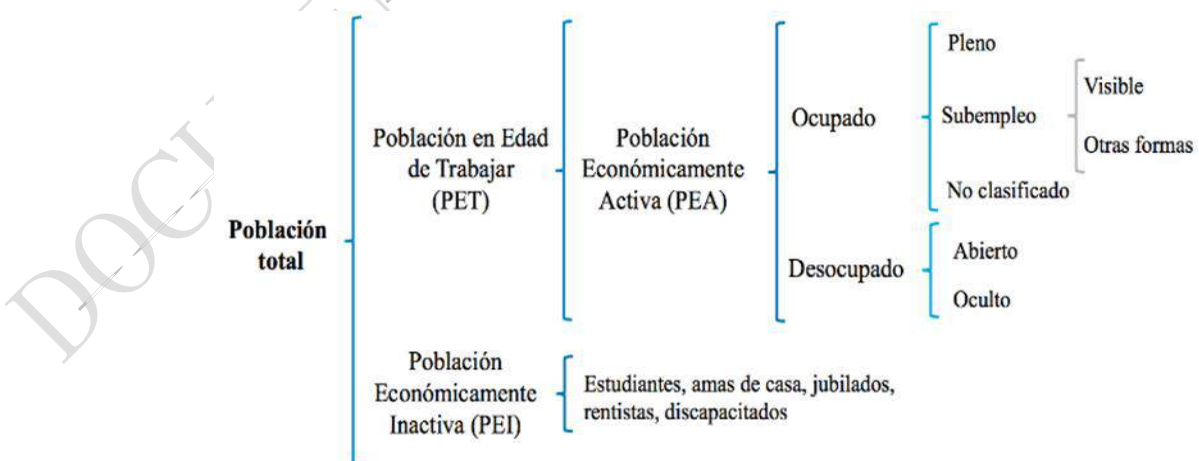 Población
total
Población en Edad
de Trabajar
(PET)
Población
Económicamente
Activa (PEA)
Ocupado
Pleno
Subempleo
Visible
Otras formas
No clasificado
Desocupado
Abierto
Oculto
Población
Económicamente
Inactiva (PEI)
Estudiantes, amas de casa, jubilados,
rentistas, discapacitados